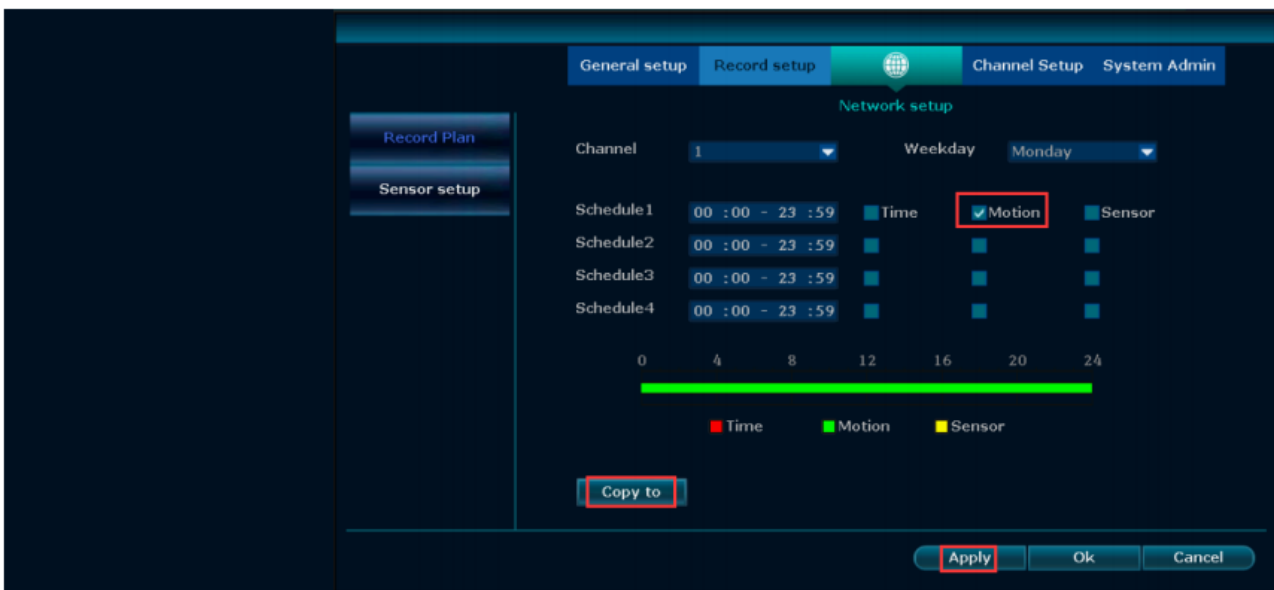 General setup Record setup Channel Setup System Admin
Network setup
Record Plan
Sensor setup
Channel 1 Weekday Monday
Schedule1 00 :00 - 23 :59 Time Motion Sensor
Schedule2 00 :00 - 23 :59
Schedule3 00 :00 - 23 :59
Schedule4 00 :00 - 23 :59
0 4 8 12 16 20 24
Time Motion Sensor
Copy to
Apply Ok Cancel